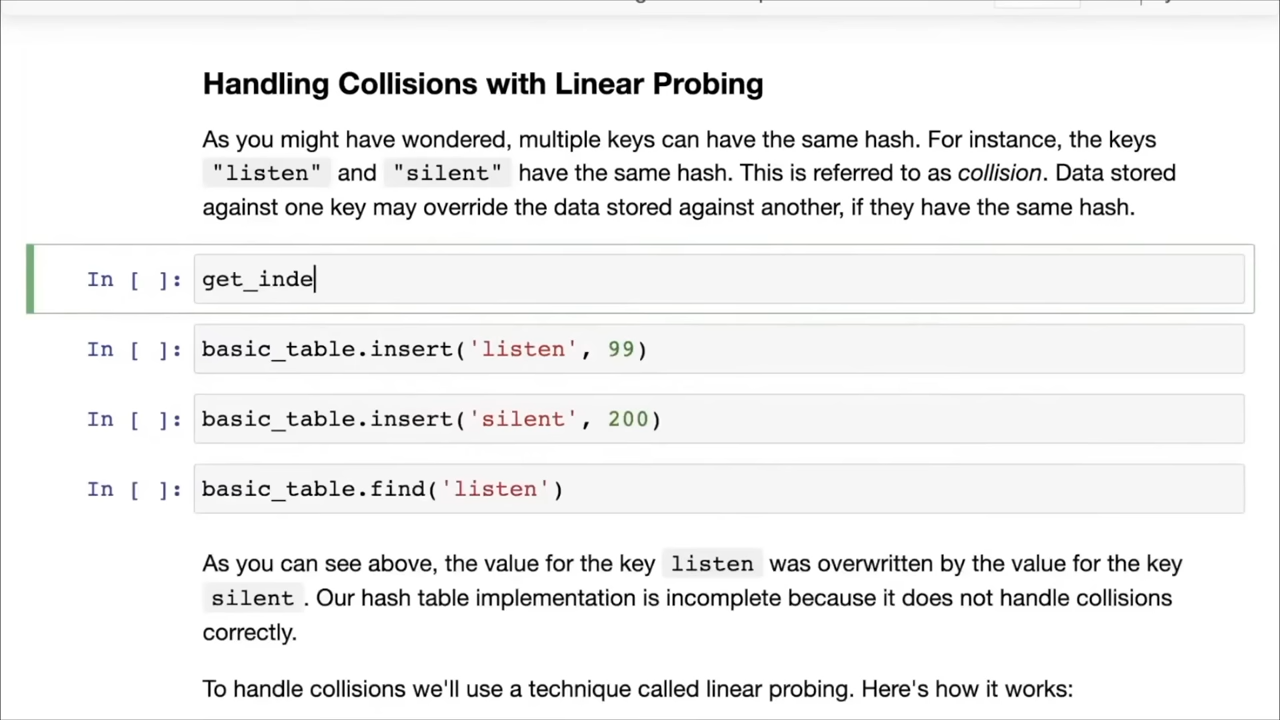 Handling Collisions with Linear Probing
As you might have wondered, multiple keys can have the same hash. For instance, the keys
"listen" and "silent" have the same hash. This is referred to as collision. Data stored
against one key may override the data stored against another, if they have the same hash.
In [ ]: get_inde
In [ ]: basic_table.insert('listen', 99)
In [ ]: basic_table.insert('silent', 200)
In [ ]: basic_table.find('listen')
As you can see above, the value for the key listen was overwritten by the value for the key
silent . Our hash table implementation is incomplete because it does not handle collisions
correctly.
To handle collisions we'll use a technique called linear probing. Here's how it works: